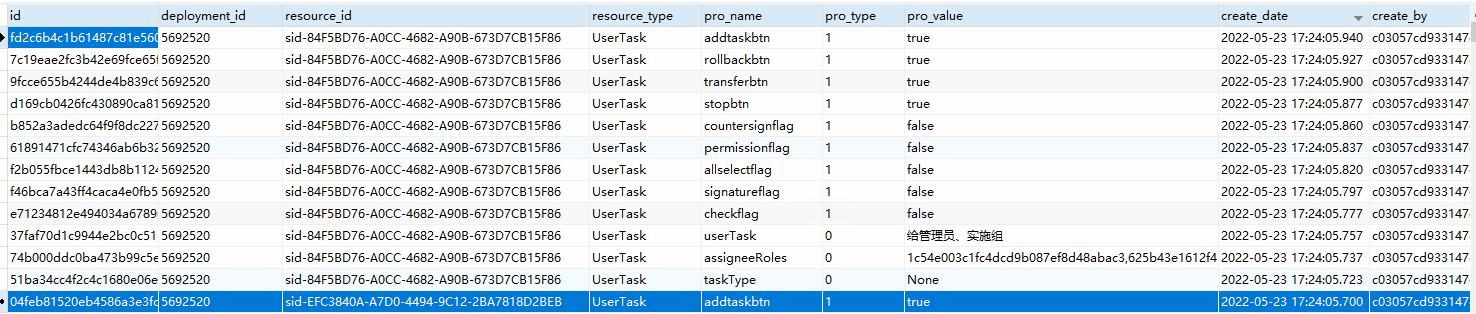 id deployment_id resource_id resource_type pro_name pro_type pro_value create_date create_by
fd2c6b4c1b61487c81e560 5692520 sid-84F5BD76-A0CC-4682-A90B-673D7CB15F86 UserTask addtaskbtn 1 true 2022-05-23 17:24:05.940 c03057cd933147
7c19eae2fc3b42e69fce65f 5692520 sid-84F5BD76-A0CC-4682-A90B-673D7CB15F86 UserTask rollbackbtn 1 true 2022-05-23 17:24:05.927 c03057cd933147
9fcce655b4244de4b839c6 5692520 sid-84F5BD76-A0CC-4682-A90B-673D7CB15F86 UserTask transferbtn 1 true 2022-05-23 17:24:05.900 c03057cd933147
d169cb0426fc430890ca81 5692520 sid-84F5BD76-A0CC-4682-A90B-673D7CB15F86 UserTask stopbtn 1 true 2022-05-23 17:24:05.877 c03057cd933147
b852a3adedc64f9f8dc227 5692520 sid-84F5BD76-A0CC-4682-A90B-673D7CB15F86 UserTask countersignflag 1 false 2022-05-23 17:24:05.860 c03057cd933147
61891471cfc74346ab6b32 5692520 sid-84F5BD76-A0CC-4682-A90B-673D7CB15F86 UserTask permissionflag 1 false 2022-05-23 17:24:05.837 c03057cd933147
f2b055fbce1443db8b1124 5692520 sid-84F5BD76-A0CC-4682-A90B-673D7CB15F86 UserTask allselectflag 1 false 2022-05-23 17:24:05.820 c03057cd933147
f46bca7a43ff4caca4e0fb5 5692520 sid-84F5BD76-A0CC-4682-A90B-673D7CB15F86 UserTask signatureflag 1 false 2022-05-23 17:24:05.797 c03057cd933147
e71234812e494034a6789 5692520 sid-84F5BD76-A0CC-4682-A90B-673D7CB15F86 UserTask checkflag 1 false 2022-05-23 17:24:05.777 c03057cd933147
37faf70d1c9944e2bc0c51 5692520 sid-84F5BD76-A0CC-4682-A90B-673D7CB15F86 UserTask userTask 0 给管理员、实施组 2022-05-23 17:24:05.757 c03057cd933147
74b000ddc0ba473b99c5e 5692520 sid-84F5BD76-A0CC-4682-A90B-673D7CB15F86 UserTask assigneeRoles 0 1c54e003c1fc4dcd9b087ef8d48abac3,625b43e1612f4 2022-05-23 17:24:05.737 c03057cd933147
51ba34cc4f2c4c1680e06e 5692520 sid-84F5BD76-A0CC-4682-A90B-673D7CB15F86 UserTask taskType 0 None 2022-05-23 17:24:05.723 c03057cd933147
04feb81520eb4586a3e3fc 5692520 sid-EFC3840A-A7D0-4494-9C12-2BA7818D2BEB UserTask addtaskbtn 1 true 2022-05-23 17:24:05.700 c03057cd933147